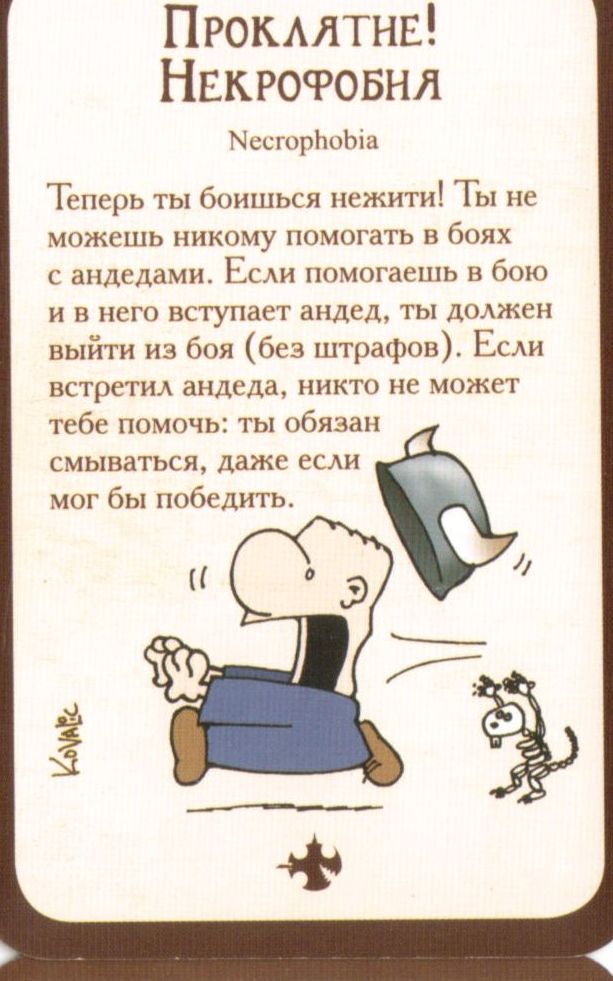 Проклятие!
Некрофобия
Necrophobia
Теперь ты боишься нежити! Ты не
можешь никому помогать в боях
с андедами. Если помогаешь в бою
и в него вступает андед, ты должен
выйти из боя (без штрафов). Если
встретил андеда, никто не может
тебе помочь: ты обязан
смываться, даже если
мог бы победить.
Kovalic